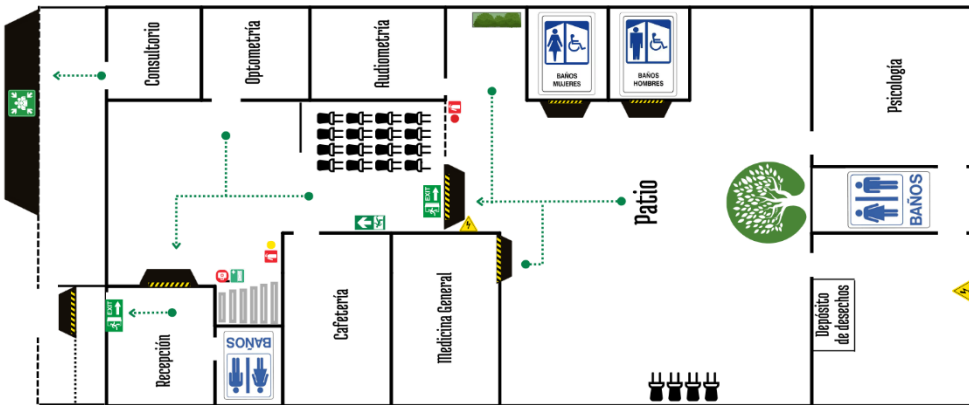 Consultorio
Optometría
Audiometría
BAÑOS
MUJERES
BAÑOS
HOMBRES
Psicología
EXIT
Patio
BAÑOS
EXIT
Recepción
BAÑOS
Cafetería
Medicina General
Depósito
de desechos